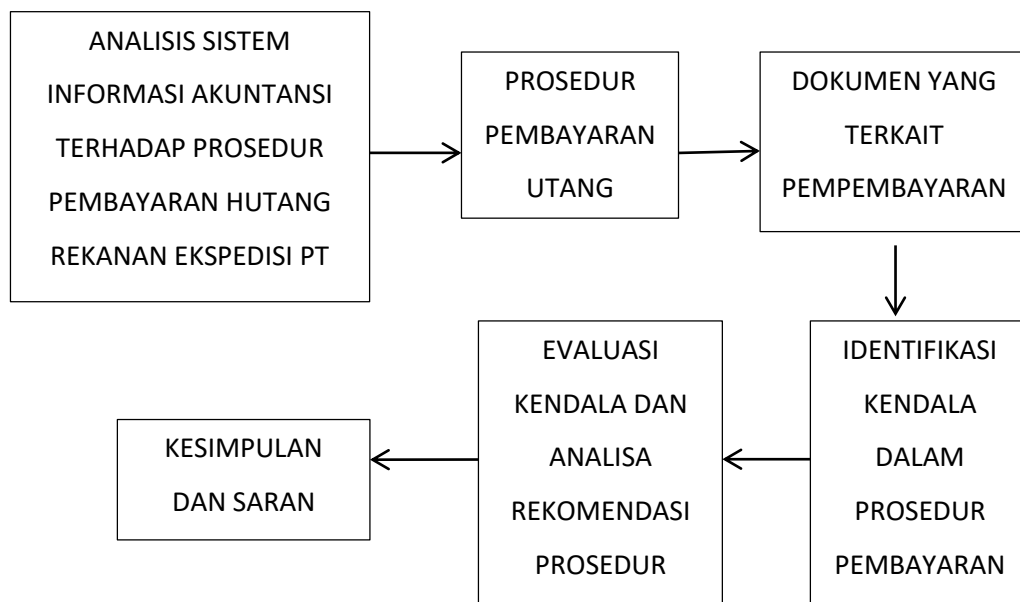 ANALISIS SISTEM
INFORMASI AKUNTANSI
TERHADAP PROSEDUR
PEMBAYARAN HUTANG
REKANAN EKSPEDISI PT
PROSEDUR
PEMBAYARAN
UTANG
DOKUMEN YANG
TERKAIT
PEMPEMBAYARAN
IDENTIFIKASI
KENDALA
DALAM
PROSEDUR
PEMBAYARAN
EVALUASI
KENDALA DAN
ANALISA
REKOMENDASI
PROSEDUR
KESIMPULAN
DAN SARAN